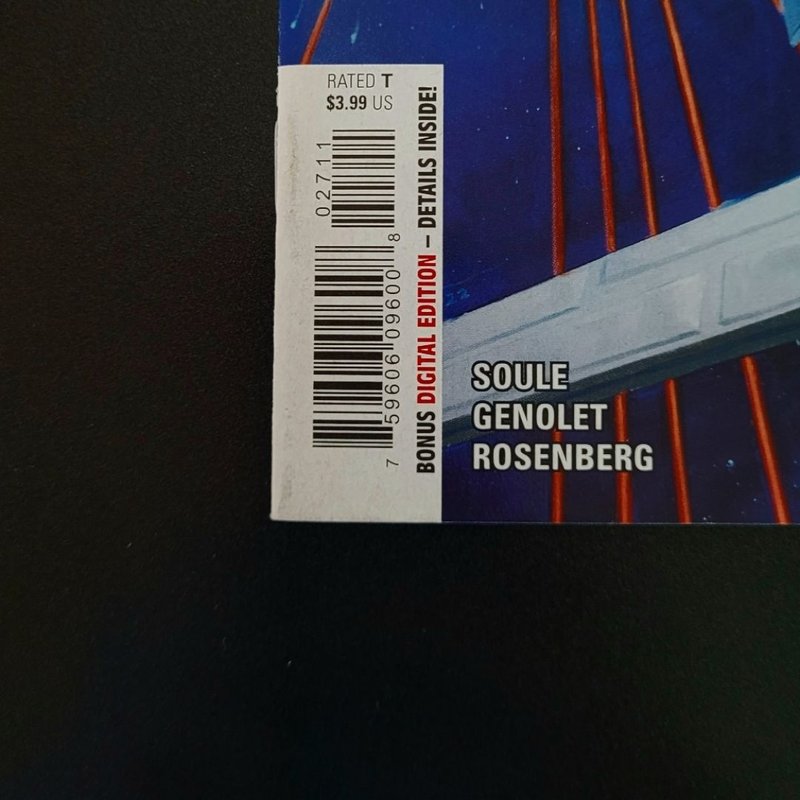 RATED T
$3.99 US
02711
7 59606 09600 8
BONUS DIGITAL EDITION – DETAILS INSIDE!
SOULE
GENOLET
ROSENBERG